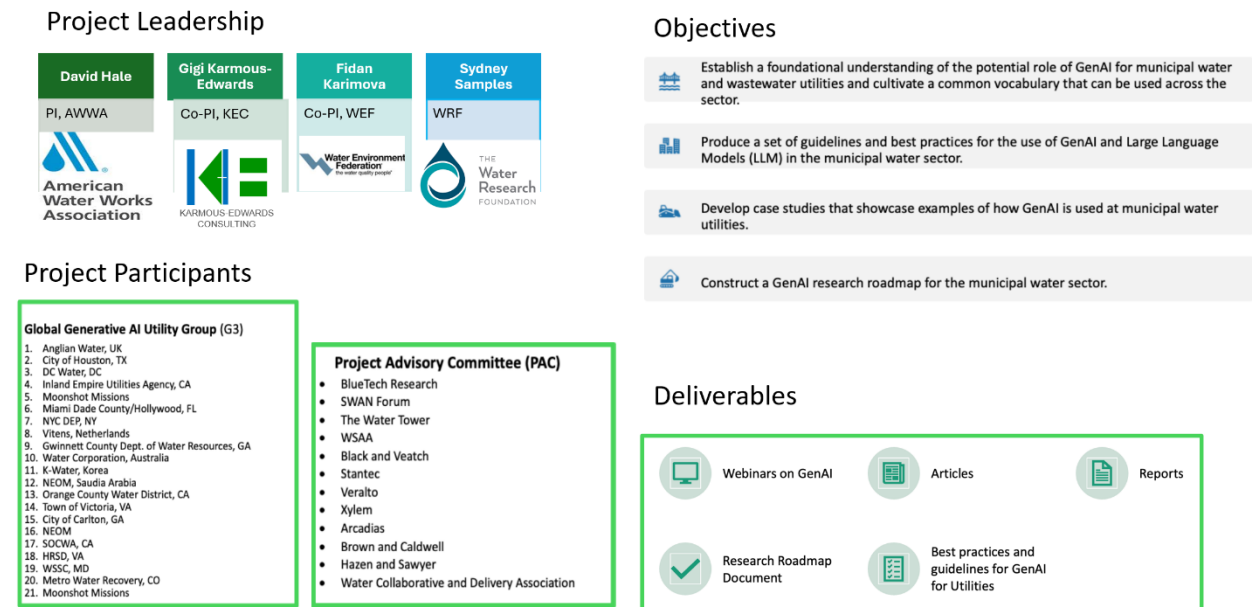 Project Leadership
David Hale
Gigi Karmous-
Edwards
Fidan
Karimova
Sydney
Samples
PI, AWWA
Co-PI, KEC
Co-PI, WEF
WRF
American
Water Works
Association
KARMOUS-EDWARDS
CONSULTING
Water Environment
Federation
the water quality people
THE
Water
Research
FOUNDATION
Project Participants
Global Generative AI Utility Group (G3)
1. Anglian Water, UK
2. City of Houston, TX
3. DC Water, DC
4. Inland Empire Utilities Agency, CA
5. Moonshot Missions
6. Miami Dade County/Hollywood, FL
7. NYC DEP, NY
8. Vitens, Netherlands
9. Gwinnett County Dept. of Water Resources, GA
10. Water Corporation, Australia
11. K-Water, Korea
12. NEOM, Saudia Arabia
13. Orange County Water District, CA
14. Town of Victoria, VA
15. City of Carlton, GA
16. NEOM
17. SOCWA, CA
18. HRSD, VA
19. WSSC, MD
20. Metro Water Recovery, CO
21. Moonshot Missions
Project Advisory Committee (PAC)
• BlueTech Research
• SWAN Forum
• The Water Tower
• WSAA
• Black and Veatch
• Stantec
• Veralto
• Xylem
• Arcadias
• Brown and Caldwell
• Hazen and Sawyer
• Water Collaborative and Delivery Association
Objectives
Establish a foundational understanding of the potential role of GenAI for municipal water
and wastewater utilities and cultivate a common vocabulary that can be used across the
sector.
Produce a set of guidelines and best practices for the use of GenAI and Large Language
Models (LLM) in the municipal water sector.
Develop case studies that showcase examples of how GenAI is used at municipal water
utilities.
Construct a GenAI research roadmap for the municipal water sector.
Deliverables
Webinars on GenAI
Articles
Reports
Research Roadmap
Document
Best practices and
guidelines for GenAI
for Utilities